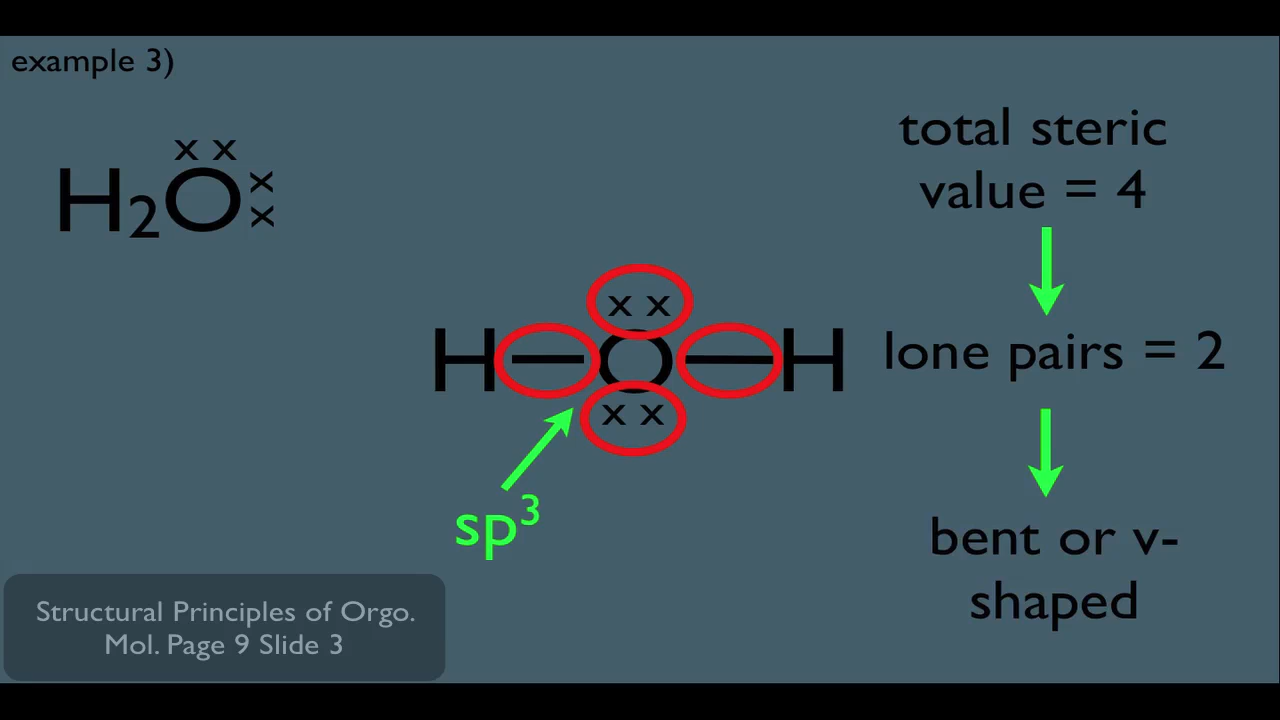 example 3)
x x
H₂O x
x
total steric
value = 4
x x
H — O — H
x x
lone pairs = 2
sp³
bent or v-
shaped
Structural Principles of Orgo.
Mol. Page 9 Slide 3